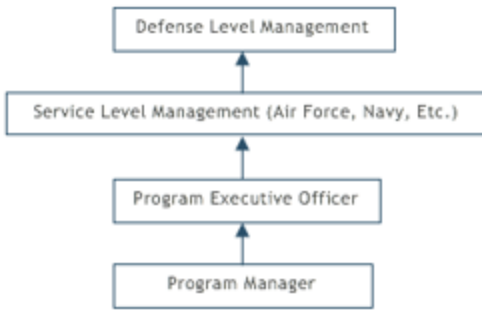 Defense Level Management
Service Level Management (Air Force, Navy, Etc.)
Program Executive Officer
Program Manager